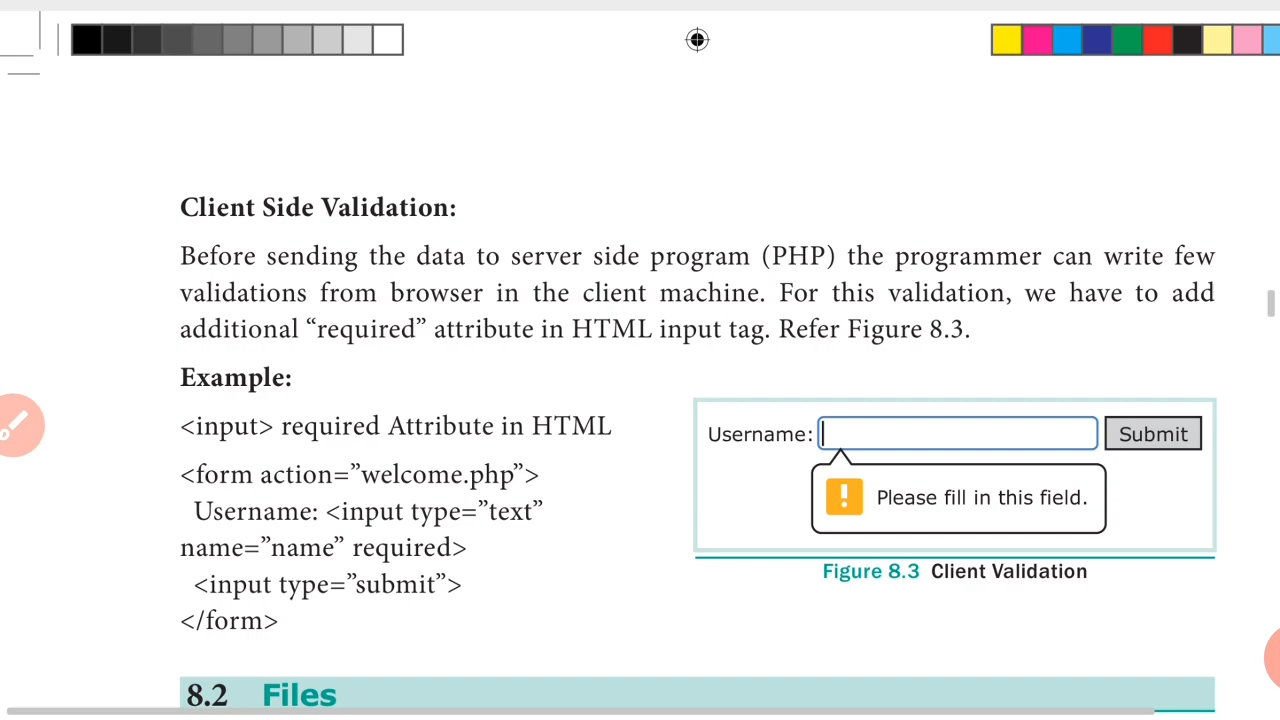 Client Side Validation:
Before sending the data to server side program (PHP) the programmer can write few
validations from browser in the client machine. For this validation, we have to add
additional “required” attribute in HTML input tag. Refer Figure 8.3.
Example:
<input> required Attribute in HTML
<form action=”welcome.php”>
Username: <input type=”text”
name=”name” required>
<input type=”submit”>
</form>
Username: Submit
Please fill in this field.
Figure 8.3 Client Validation
8.2 Files